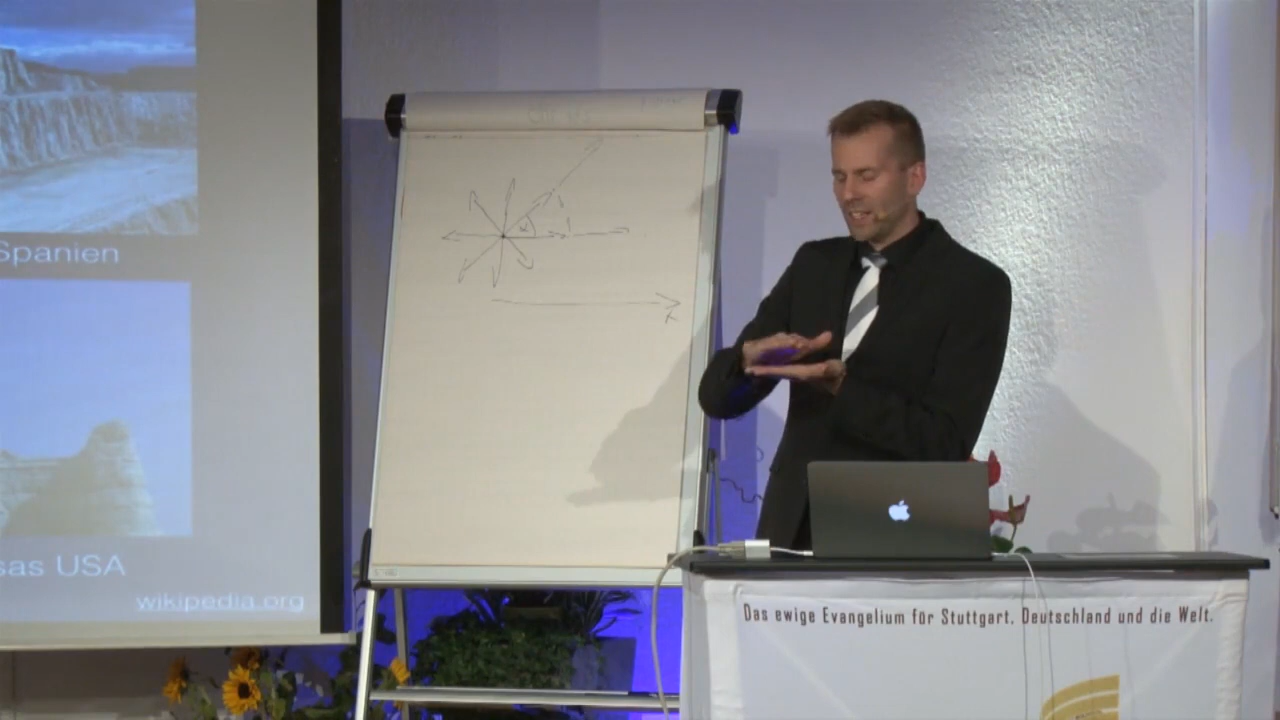 Spanien
sas USA
wikipedia.org
Das ewige Evangelium für Stuttgart, Deutschland und die Welt.